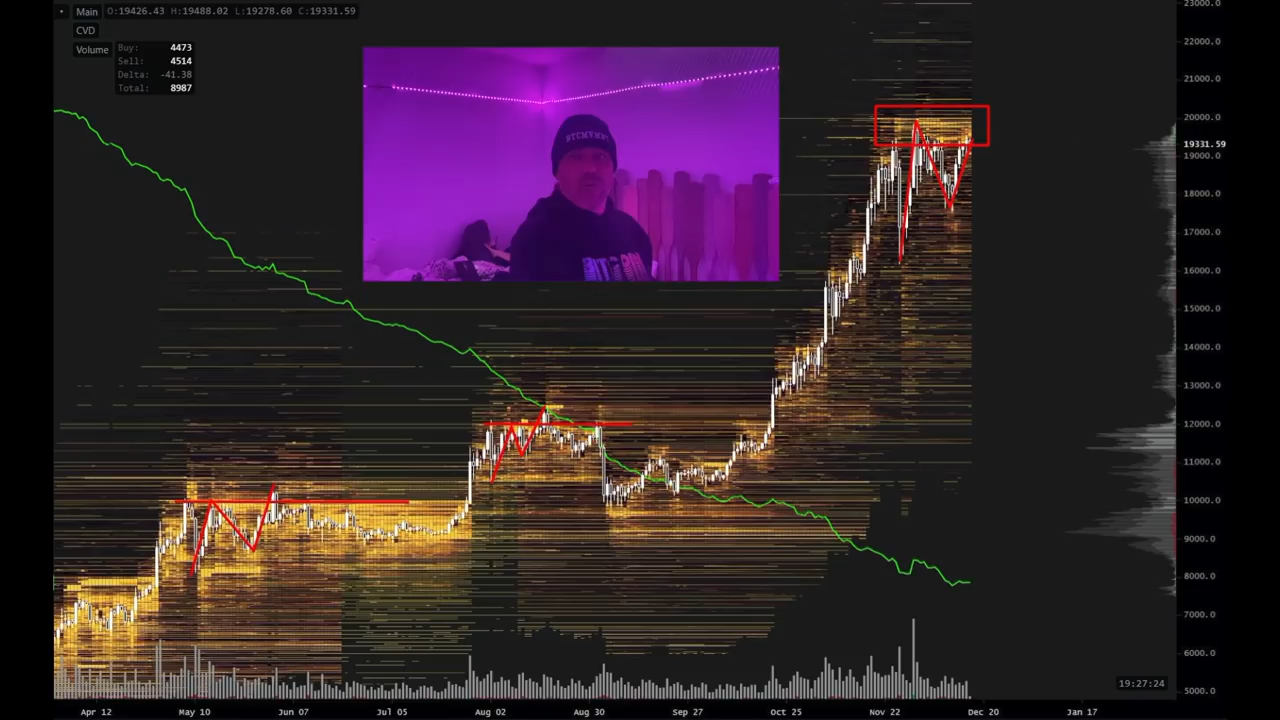 Main O:19426.43 H:19488.02 L:19278.60 C:19331.59
CVD
Volume
Buy: 4473
Sell: 4514
Delta: -41.38
Total: 8987
BTCMVMNT
23000.0
22000.0
21000.0
20000.0
19331.59
19000.0
18000.0
17000.0
16000.0
15000.0
14000.0
13000.0
12000.0
11000.0
10000.0
9000.0
8000.0
7000.0
6000.0
5000.0
19:27:24
Apr 12 May 10 Jun 07 Jul 05 Aug 02 Aug 30 Sep 27 Oct 25 Nov 22 Dec 20 Jan 17